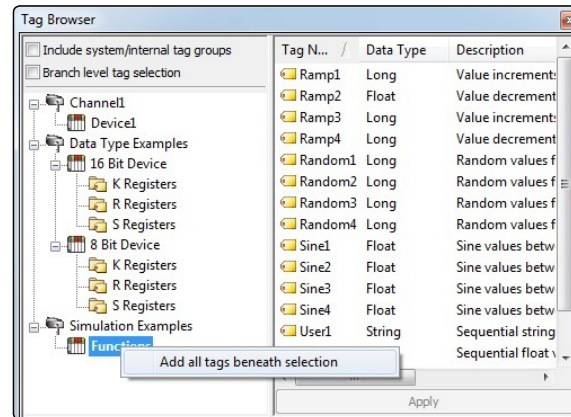 Tag Browser
Include system/internal tag groups
Branch level tag selection
Channel1
Device1
Data Type Examples
16 Bit Device
K Registers
R Registers
S Registers
8 Bit Device
K Registers
R Registers
S Registers
Simulation Examples
Functions
Add all tags beneath selection
Tag N... Data Type Description
Ramp1 Long Value increments
Ramp2 Float Value decrement
Ramp3 Long Value increments
Ramp4 Long Value decrement
Random1 Long Random values f
Random2 Long Random values f
Random3 Long Random values f
Random4 Long Random values f
Sine1 Float Sine values betw
Sine2 Float Sine values betw
Sine3 Float Sine values betw
Sine4 Float Sine values betw
User1 String Sequential string
Sequential float v
Apply